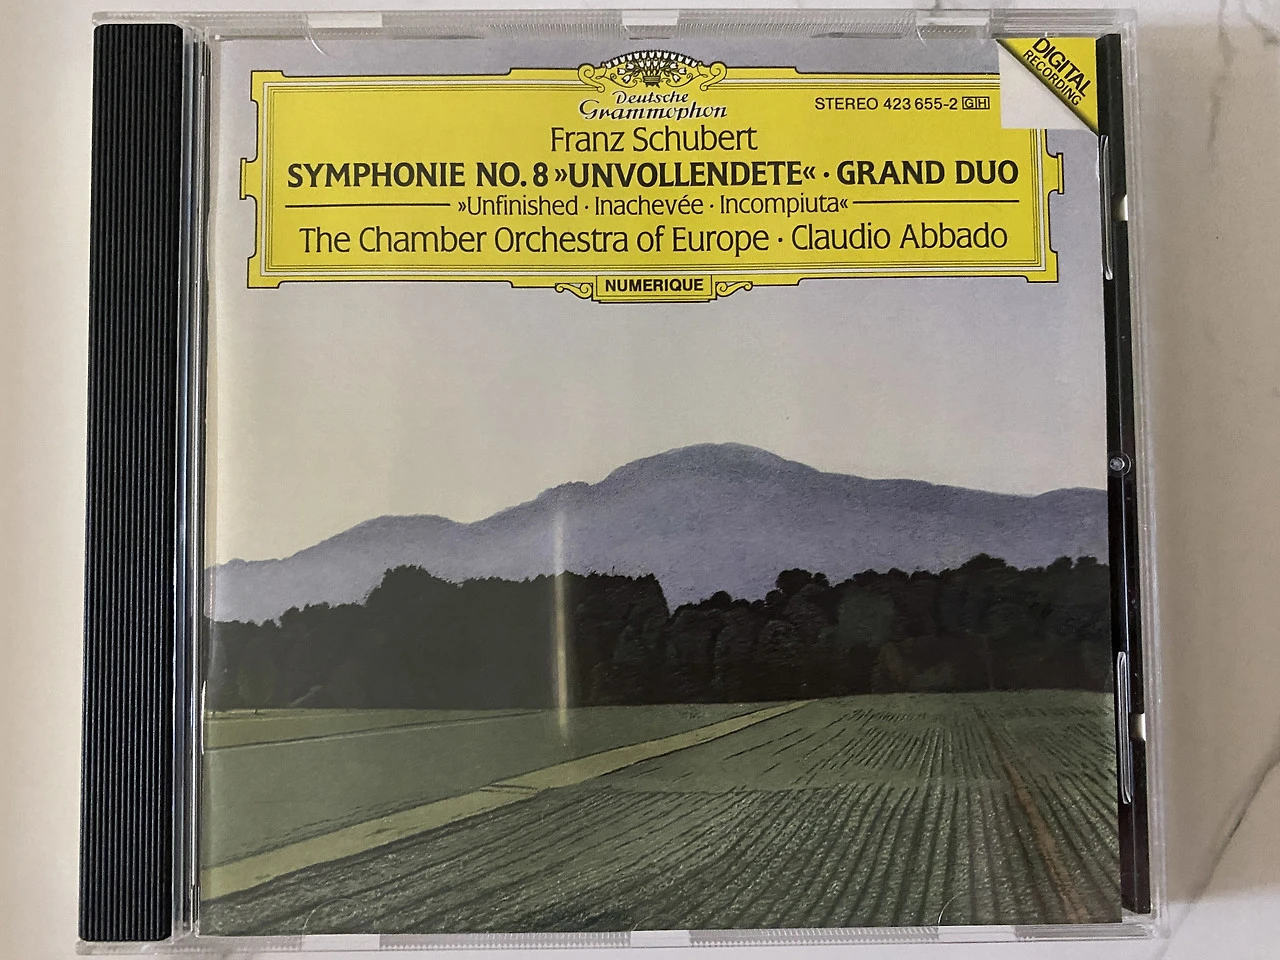 DIGITAL
RECORDING
Deutsche
Grammophon
STEREO 423 655-2 GH
Franz Schubert
SYMPHONIE NO. 8 »UNVOLLENDETE« · GRAND DUO
»Unfinished · Inachevée · Incompiuta«
The Chamber Orchestra of Europe · Claudio Abbado
NUMERIQUE